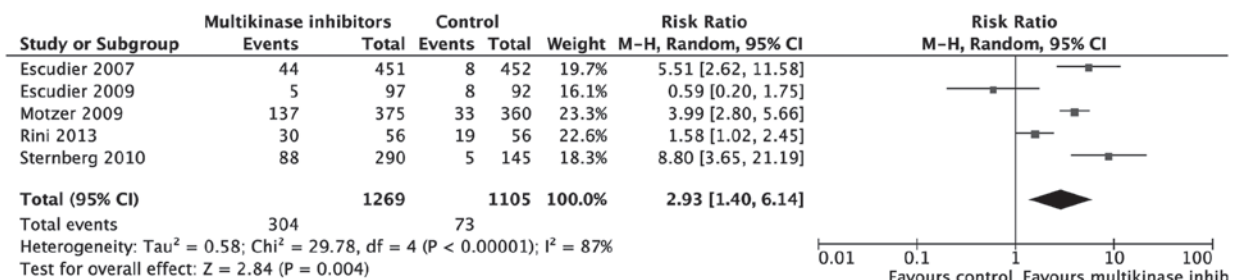 Multikinase inhibitors Control Risk Ratio Risk Ratio
Study or Subgroup Events Total Events Total Weight M-H, Random, 95% CI M-H, Random, 95% CI
Escudier 2007 44 451 8 452 19.7% 5.51 [2.62, 11.58]
Escudier 2009 5 97 8 92 16.1% 0.59 [0.20, 1.75]
Motzer 2009 137 375 33 360 23.3% 3.99 [2.80, 5.66]
Rini 2013 30 56 19 56 22.6% 1.58 [1.02, 2.45]
Sternberg 2010 88 290 5 145 18.3% 8.80 [3.65, 21.19]
Total (95% CI) 1269 1105 100.0% 2.93 [1.40, 6.14]
Total events 304 73
Heterogeneity: Tau² = 0.58; Chi² = 29.78, df = 4 (P < 0.00001); I² = 87%
Test for overall effect: Z = 2.84 (P = 0.004)
0.01 0.1 1 10 100
Favours control Favours multikinase inhib